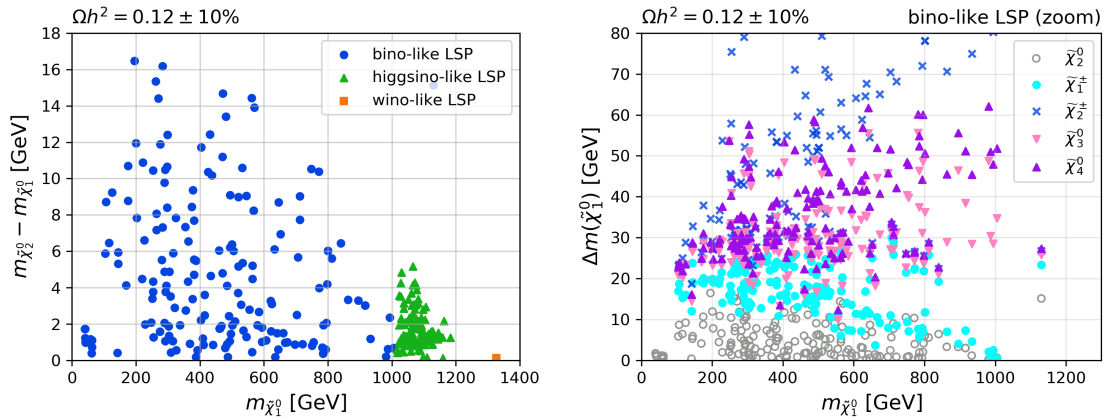 Ωh² = 0.12 ± 10%
18
16
14
12
10
8
6
4
2
0
0 200 400 600 800 1000 1200 1400
m_χ̃₂⁰ − m_χ̃₁⁰ [GeV]
m_χ̃₁⁰ [GeV]
bino-like LSP
higgsino-like LSP
wino-like LSP
Ωh² = 0.12 ± 10% bino-like LSP (zoom)
80
70
60
50
40
30
20
10
0
0 200 400 600 800 1000 1200
Δm(χ̃₁⁰) [GeV]
m_χ̃₁⁰ [GeV]
χ̃₂⁰
χ̃₁±
χ̃₂±
χ̃₃⁰
χ̃₄⁰